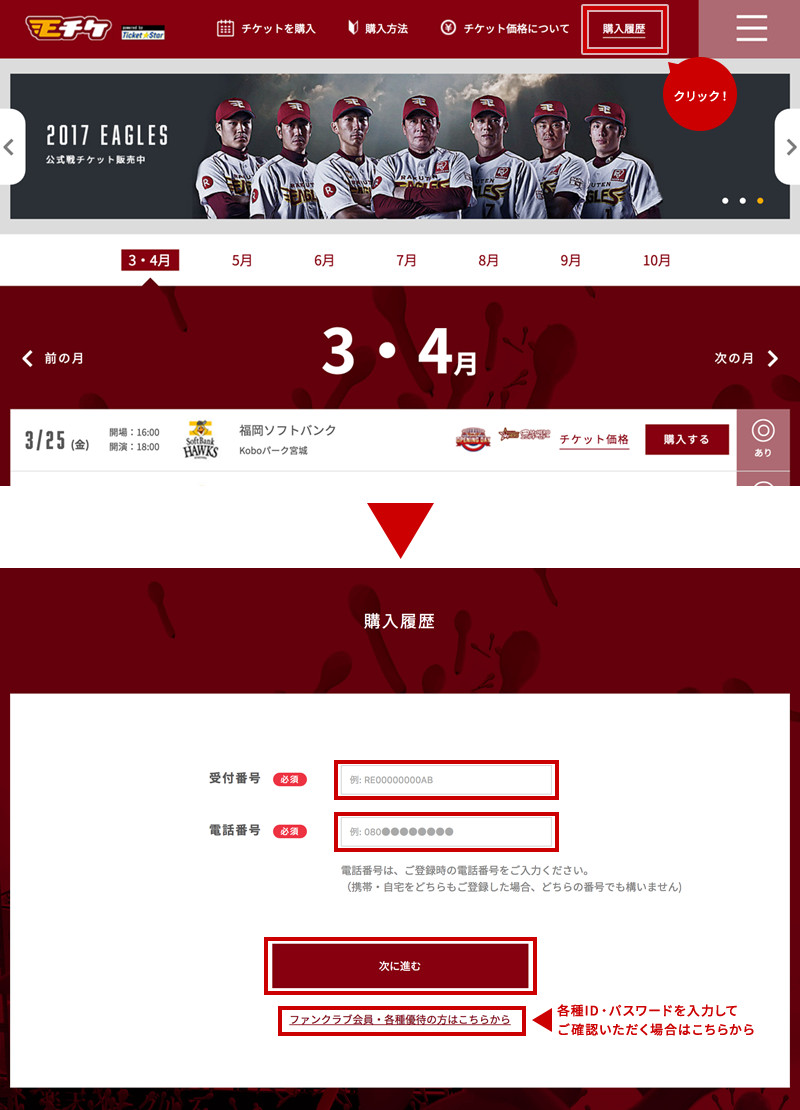 Eチケ
powered by
Ticket Star
チケットを購入
購入方法
チケット価格について
購入履歴
クリック！
2017 EAGLES
公式戦チケット販売中
3・4月
5月
6月
7月
8月
9月
10月
前の月
3・4月
次の月
3/25 (金)
開場：16:00
開演：18:00
SoftBank
HAWKS
福岡ソフトバンク
Koboパーク宮城
チケット価格
購入する
あり
購入履歴
受付番号
必須
例: RE00000000AB
電話番号
必須
例: 080●●●●●●●●
電話番号は、ご登録時の電話番号をご入力ください。
（携帯・自宅をどちらもご登録した場合、どちらの番号でも構いません)
次に進む
ファンクラブ会員・各種優待の方はこちらから
各種ID・パスワードを入力して
ご確認いただく場合はこちらから